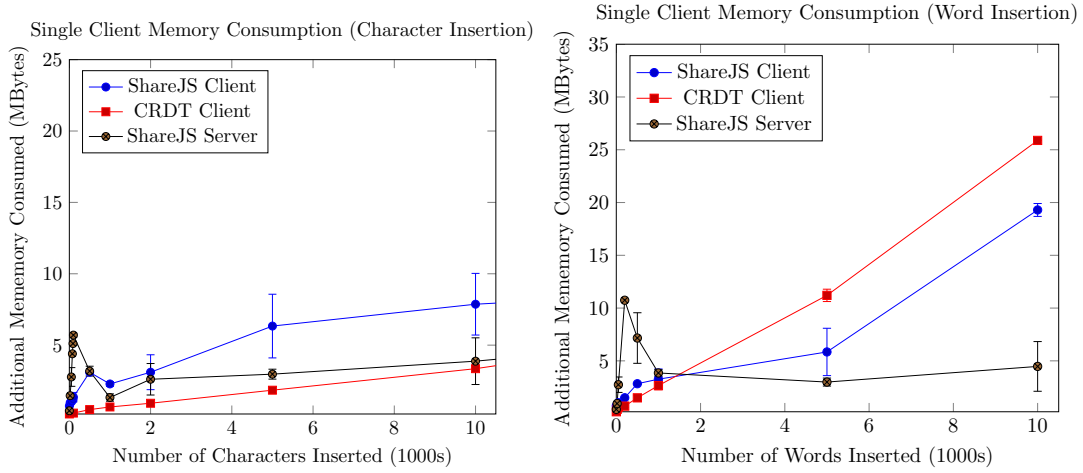 Single Client Memory Consumption (Character Insertion)
25
20
15
10
5
0
2
4
6
8
10
Number of Characters Inserted (1000s)
Additional Mememory Consumed (MBytes)
ShareJS Client
CRDT Client
ShareJS Server
Single Client Memory Consumption (Word Insertion)
35
30
25
20
15
10
5
0
2
4
6
8
10
Number of Words Inserted (1000s)
Additional Mememory Consumed (MBytes)
ShareJS Client
CRDT Client
ShareJS Server